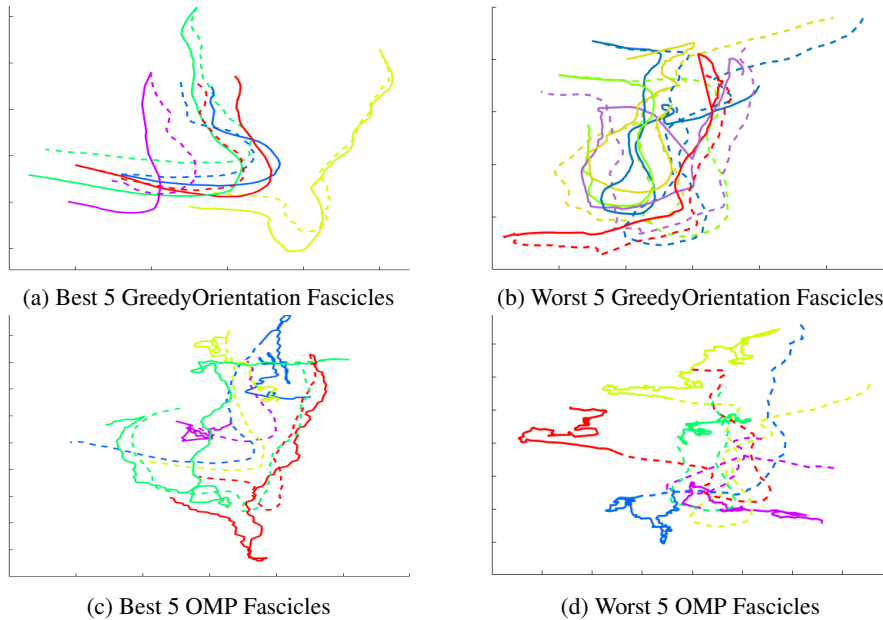 (a) Best 5 GreedyOrientation Fascicles
(b) Worst 5 GreedyOrientation Fascicles
(c) Best 5 OMP Fascicles
(d) Worst 5 OMP Fascicles